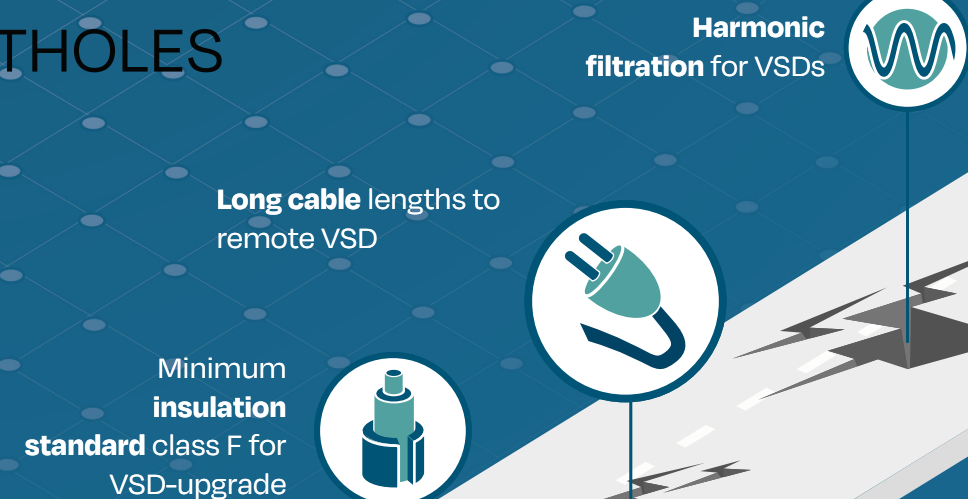 THOLES
Harmonic
filtration for VSDs
Long cable lengths to
remote VSD
Minimum
insulation
standard class F for
VSD-upgrade